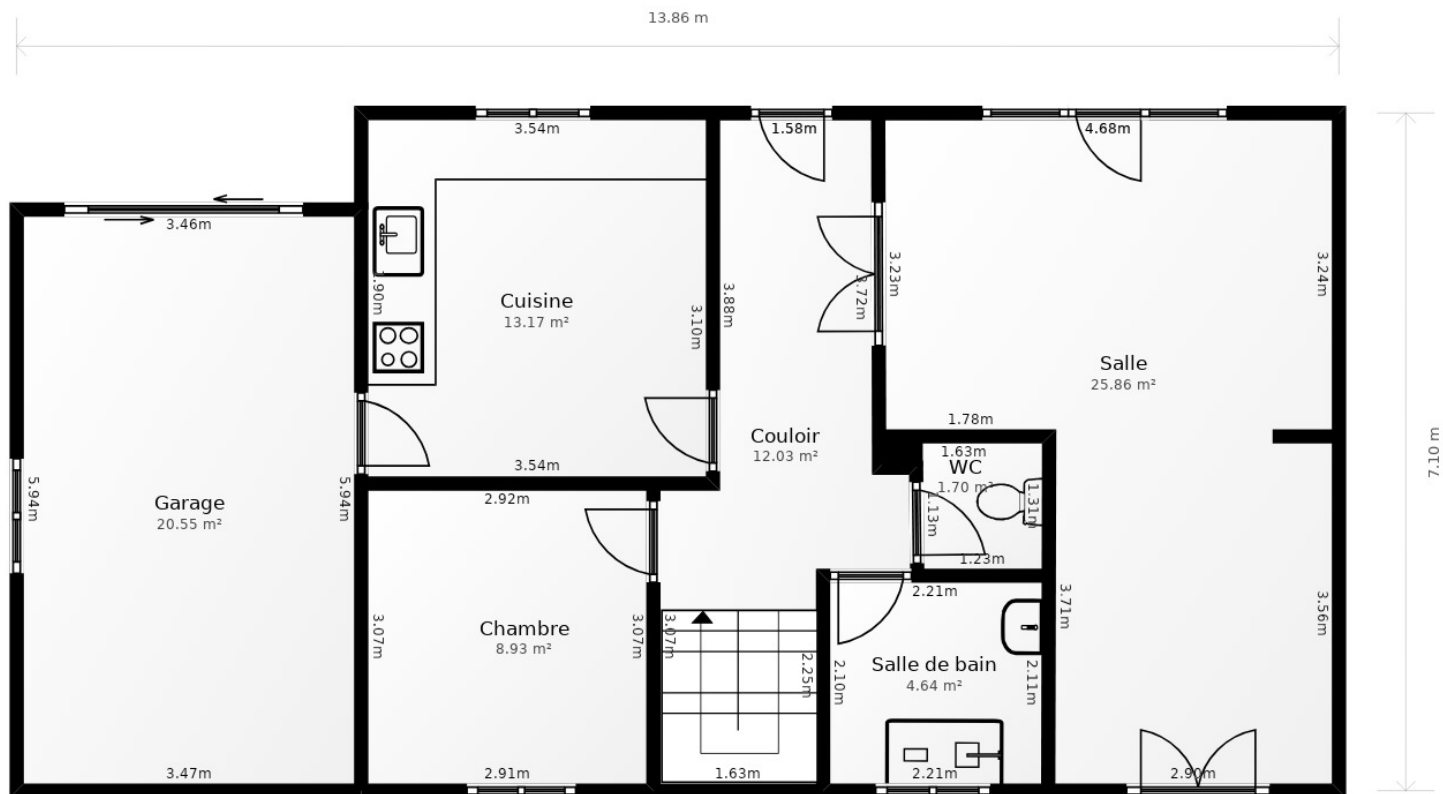 13.86 m
3.54m
1.58m
4.68m
3.46m
3.23m
3.24m
3.72m
.90m
3.88m
3.10m
Cuisine
13.17 m²
Salle
25.86 m²
1.78m
Couloir
12.03 m²
1.63m
WC
1.70 m²
7.10 m
3.54m
2.92m
5.94m
5.94m
Garage
20.55 m²
1.13m
1.31m
1.23m
2.21m
3.71m
3.56m
3.07m
Chambre
8.93 m²
3.07m
3.07m
2.25m
2.10m
Salle de bain
4.64 m²
2.11m
3.47m
2.91m
1.63m
2.21m
2.90m